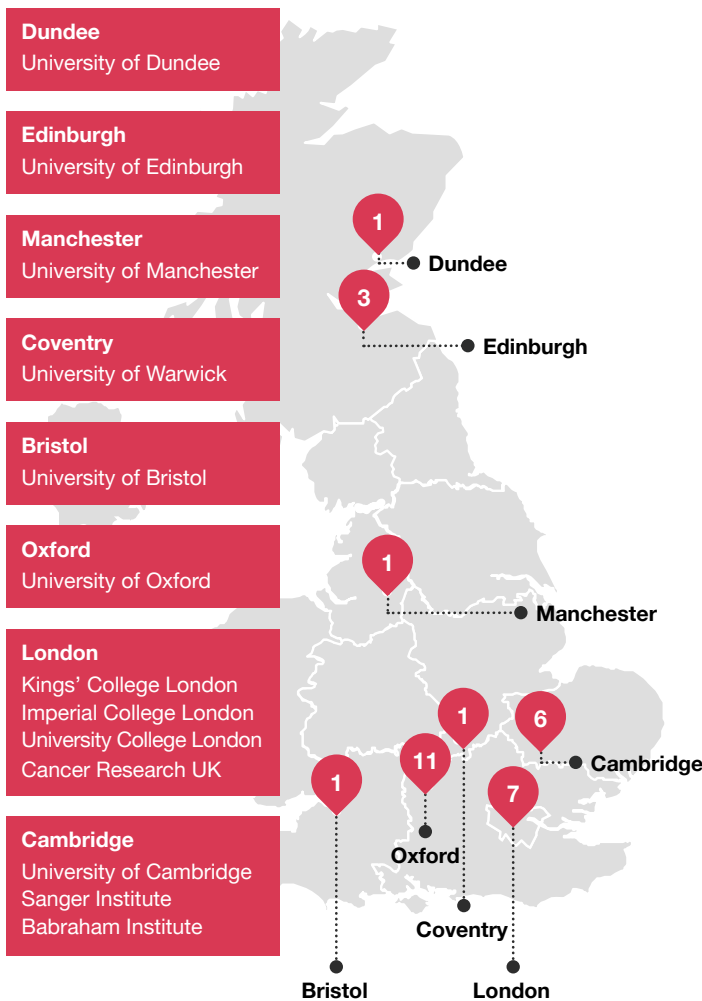 Dundee
University of Dundee
Edinburgh
University of Edinburgh
Manchester
University of Manchester
Coventry
University of Warwick
Bristol
University of Bristol
Oxford
University of Oxford
London
Kings’ College London
Imperial College London
University College London
Cancer Research UK
Cambridge
University of Cambridge
Sanger Institute
Babraham Institute
1
Dundee
3
Edinburgh
1
Manchester
1
6
Cambridge
11
1
7
Oxford
Coventry
Bristol
London